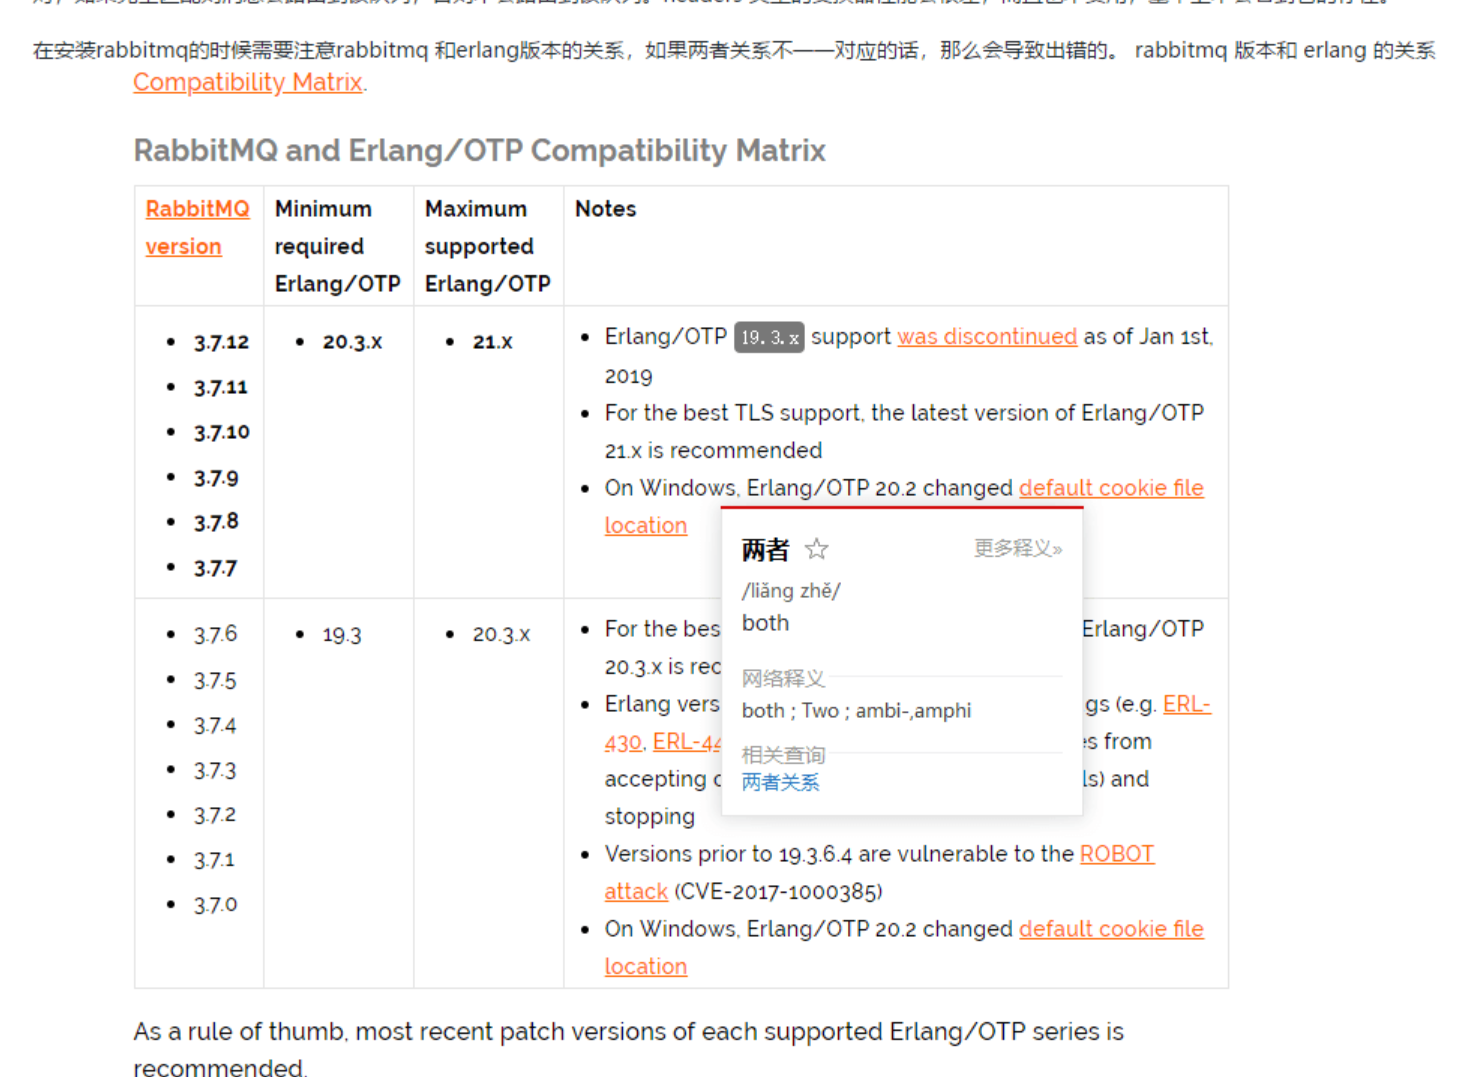 在安装rabbitmq的时候需要注意rabbitmq 和erlang版本的关系，如果两者关系不一一对应的话，那么会导致出错的。 rabbitmq 版本和 erlang 的关系
Compatibility Matrix.
RabbitMQ and Erlang/OTP Compatibility Matrix
RabbitMQ version
Minimum required Erlang/OTP
Maximum supported Erlang/OTP
Notes
• 3.7.12
• 3.7.11
• 3.7.10
• 3.7.9
• 3.7.8
• 3.7.7
• 20.3.x
• 21.x
• Erlang/OTP 19.3.x support was discontinued as of Jan 1st,
2019
• For the best TLS support, the latest version of Erlang/OTP
21.x is recommended
• On Windows, Erlang/OTP 20.2 changed default cookie file
location
• 3.7.6
• 3.7.5
• 3.7.4
• 3.7.3
• 3.7.2
• 3.7.1
• 3.7.0
• 19.3
• 20.3.x
• For the bes Erlang/OTP
20.3.x is rec
• Erlang vers gs (e.g. ERL-
430, ERL-44 es from
accepting c ls) and
stopping
• Versions prior to 19.3.6.4 are vulnerable to the ROBOT
attack (CVE-2017-1000385)
• On Windows, Erlang/OTP 20.2 changed default cookie file
location
两者 ☆ 更多释义»
/liǎng zhě/
both
网络释义
both ; Two ; ambi-,amphi
相关查询
两者关系
As a rule of thumb, most recent patch versions of each supported Erlang/OTP series is
recommended.